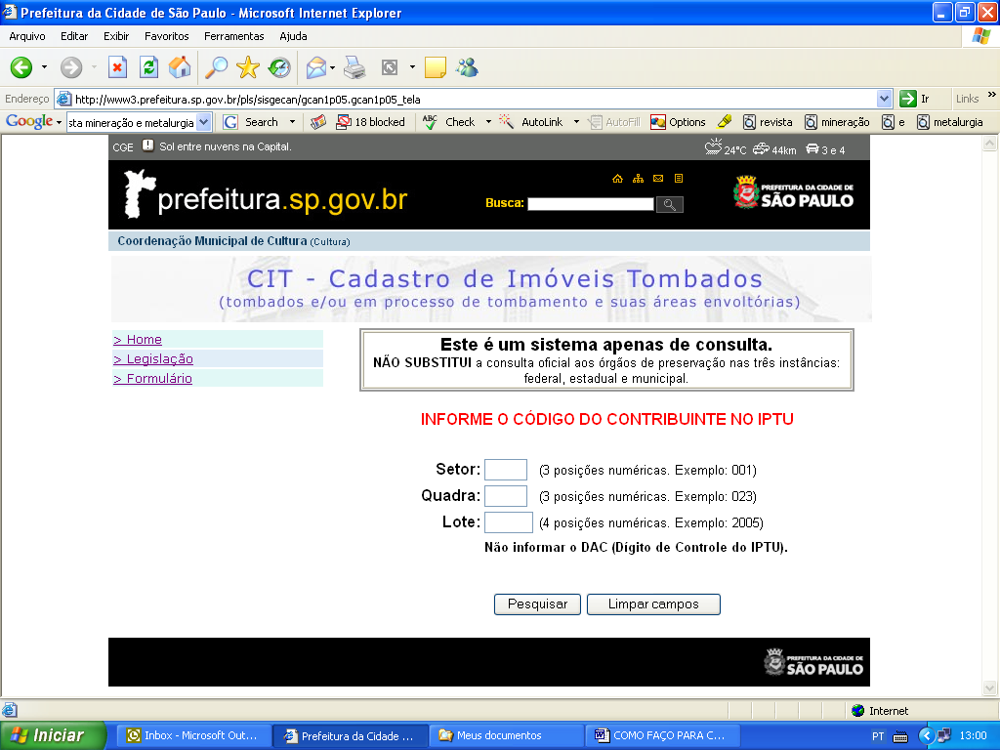 Prefeitura da Cidade de São Paulo - Microsoft Internet Explorer
Arquivo Editar Exibir Favoritos Ferramentas Ajuda
Endereço http://www3.prefeitura.sp.gov.br/pls/sisgecan/gcan1p05.gcan1p05_tela Ir Links »
Google sta mineração e metalurgia G Search 18 blocked ABC Check AutoLink AutoFill Options revista mineração e metalurgia
CGE Sol entre nuvens na Capital. 24°C 44km 3 e 4
prefeitura.sp.gov.br
Busca:
PREFEITURA DA CIDADE DE
SÃO PAULO
Coordenação Municipal de Cultura (Cultura)
CIT - Cadastro de Imóveis Tombados
(tombados e/ou em processo de tombamento e suas áreas envoltórias)
> Home
> Legislação
> Formulário
Este é um sistema apenas de consulta.
NÃO SUBSTITUI a consulta oficial aos órgãos de preservação nas três instâncias:
federal, estadual e municipal.
INFORME O CÓDIGO DO CONTRIBUINTE NO IPTU
Setor: (3 posições numéricas. Exemplo: 001)
Quadra: (3 posições numéricas. Exemplo: 023)
Lote: (4 posições numéricas. Exemplo: 2005)
Não informar o DAC (Dígito de Controle do IPTU).
Pesquisar Limpar campos
PREFEITURA DA CIDADE DE
SÃO PAULO
Internet
Iniciar Inbox - Microsoft Out... Prefeitura da Cidade ... Meus documentos COMO FAÇO PARA C... PT 13:00